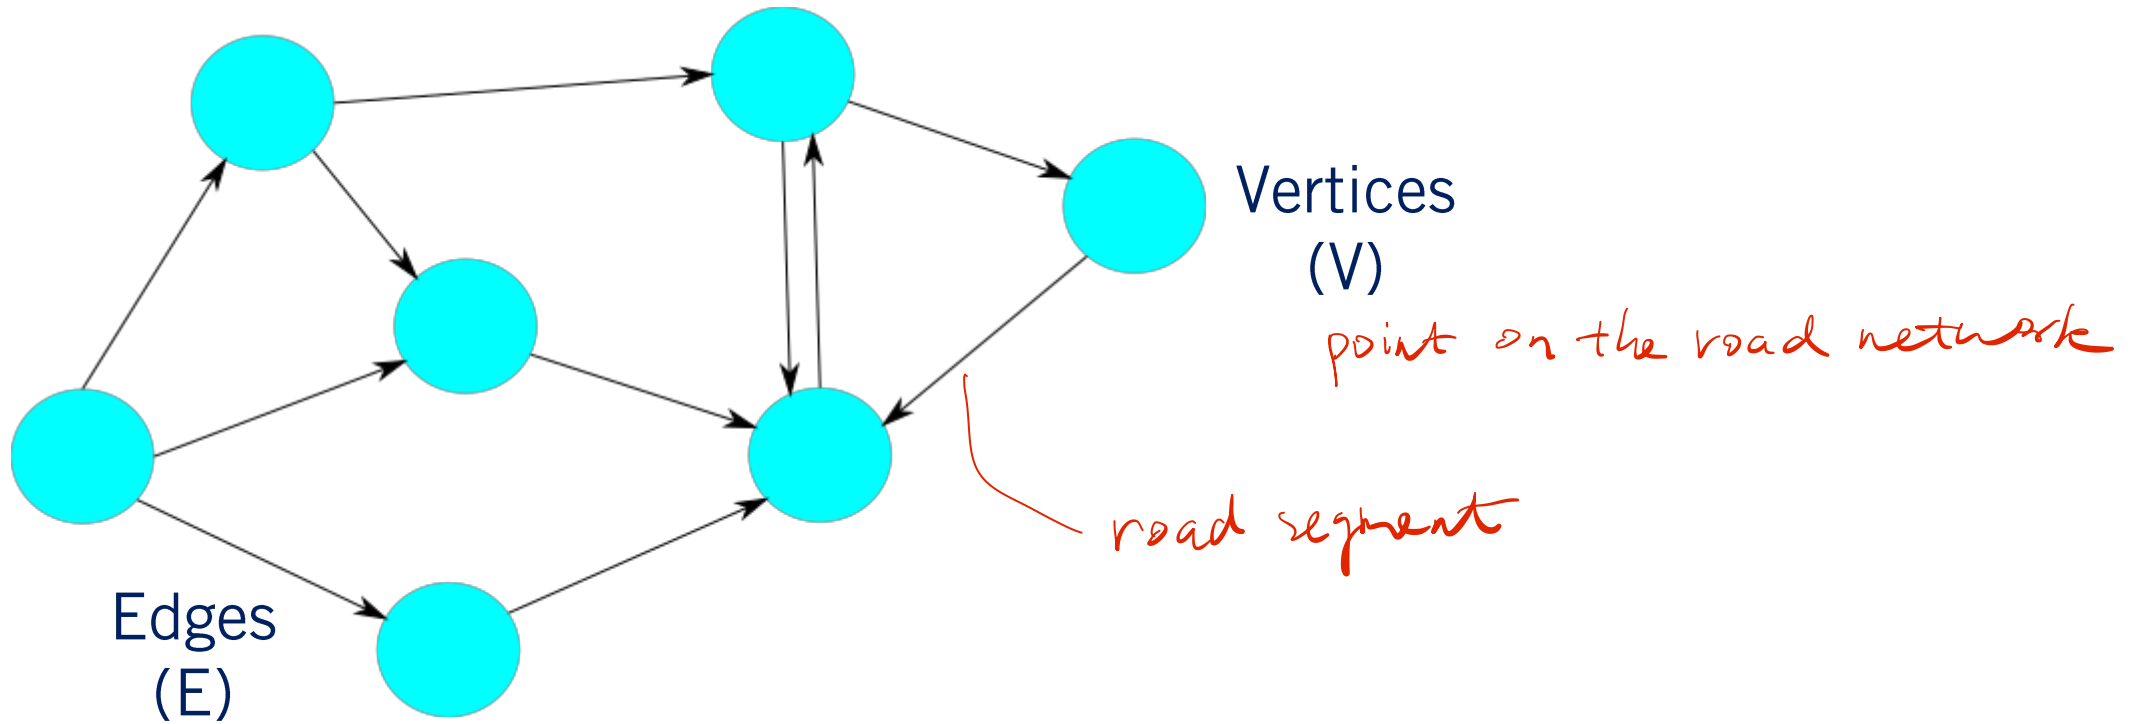 Vertices
(V)
point on the road network
road segment
Edges
(E)